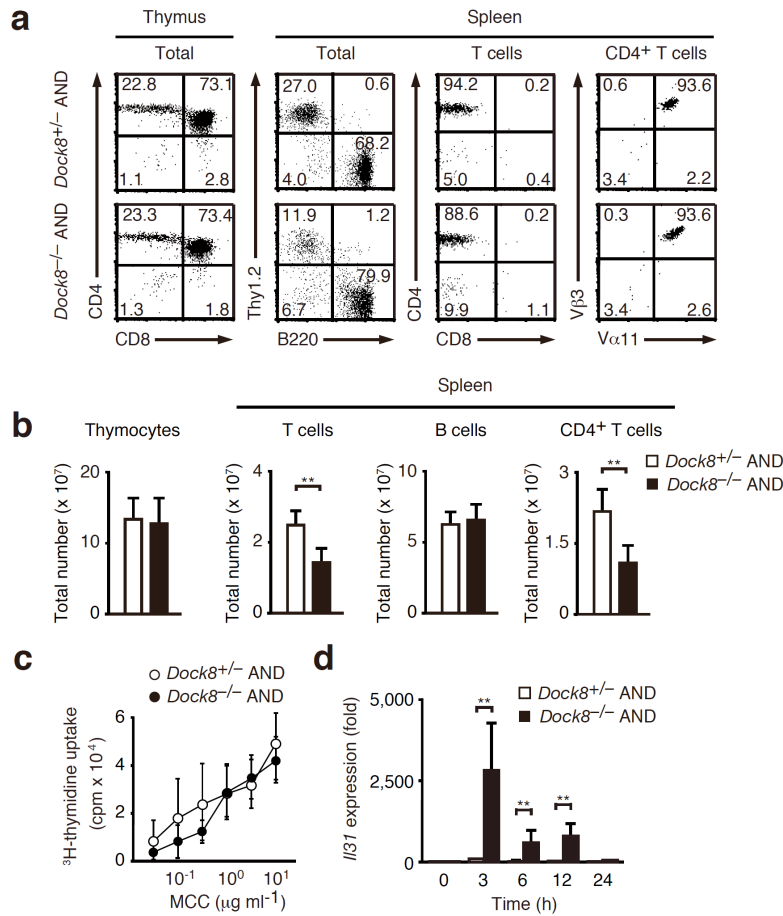 a
Thymus
Spleen
Total
Total
T cells
CD4+ T cells
Dock8+/– AND
22.8 73.1
1.1 2.8
27.0 0.6
68.2
4.0
94.2 0.2
5.0 0.4
0.6 93.6
3.4 2.2
Dock8–/– AND
23.3 73.4
1.3 1.8
11.9 1.2
79.9
6.7
88.6 0.2
9.9 1.1
0.3 93.6
3.4 2.6
CD4
CD8
Thy1.2
B220
CD4
CD8
Vβ3
Vα11
b
Spleen
Thymocytes
T cells
B cells
CD4+ T cells
Dock8+/– AND
Dock8–/– AND
Total number (x 10⁷)
20
10
0
Total number (x 10⁷)
4
2
0
**
Total number (x 10⁷)
10
5
0
Total number (x 10⁷)
3
1.5
0
**
c
Dock8+/– AND
Dock8–/– AND
³H-thymidine uptake
(cpm x 10⁴)
6
4
2
0
10⁻¹ 10⁰ 10¹
MCC (μg ml⁻¹)
d
Dock8+/– AND
Dock8–/– AND
Il31 expression (fold)
5,000
2,500
0
**
**
**
0 3 6 12 24
Time (h)